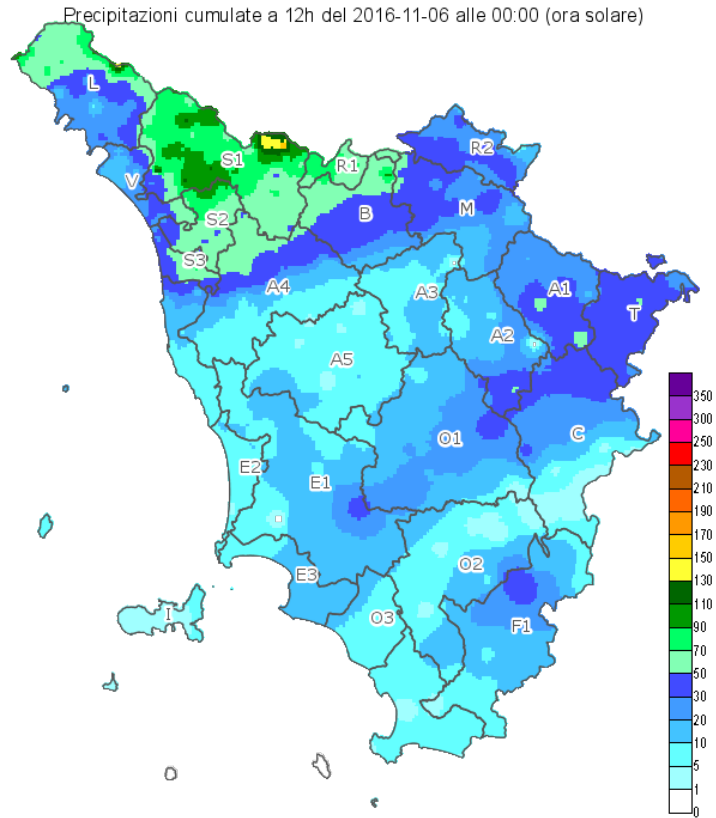 Precipitazioni cumulate a 12h del 2016-11-06 alle 00:00 (ora solare)
L
R2
S1
R1
V
M
B
S2
S3
A4
A3
A1
T
A2
A5
O1
C
E2
E1
O2
E3
I
O3
F1
350
300
250
230
210
190
170
150
130
110
90
70
50
30
20
10
5
1
0